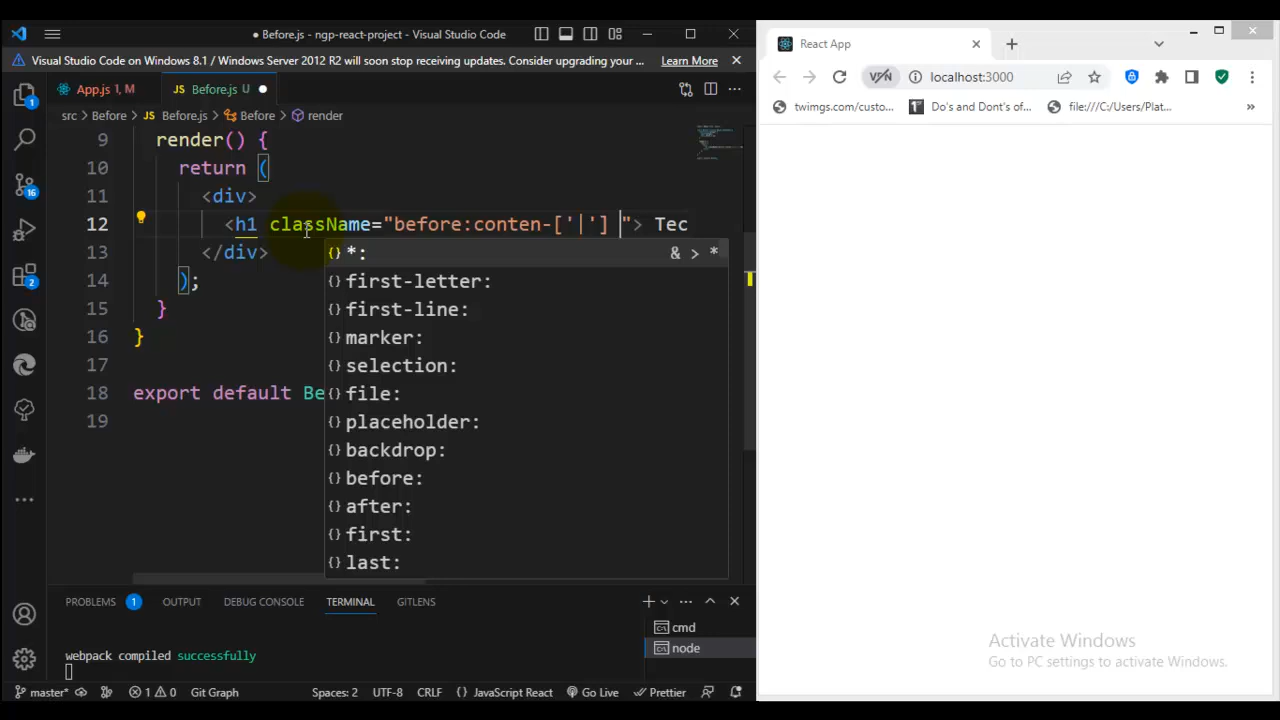 ● Before.js - ngp-react-project - Visual Studio Code
Visual Studio Code on Windows 8.1 / Windows Server 2012 R2 will soon stop receiving updates. Consider upgrading your ... Learn More
App.js 1, M
JS Before.js U ●
src > Before > JS Before.js > Before > render
9 render() {
10 return (
11 <div>
12 <h1 className="before:conten-['|'] "> Tec
13 </div>
14 );
15 }
16 }
17
18 export default Be
19
*: & > *
first-letter:
first-line:
marker:
selection:
file:
placeholder:
backdrop:
before:
after:
first:
last:
1
16
2
PROBLEMS 1 OUTPUT DEBUG CONSOLE TERMINAL GITLENS
webpack compiled successfully
cmd
node
master* 1 0 Git Graph Spaces: 2 UTF-8 CRLF {} JavaScript React Go Live Prettier
React App
VPN localhost:3000
twimgs.com/custo... Do's and Dont's of... file:///C:/Users/Plat... »
Activate Windows
Go to PC settings to activate Windows.